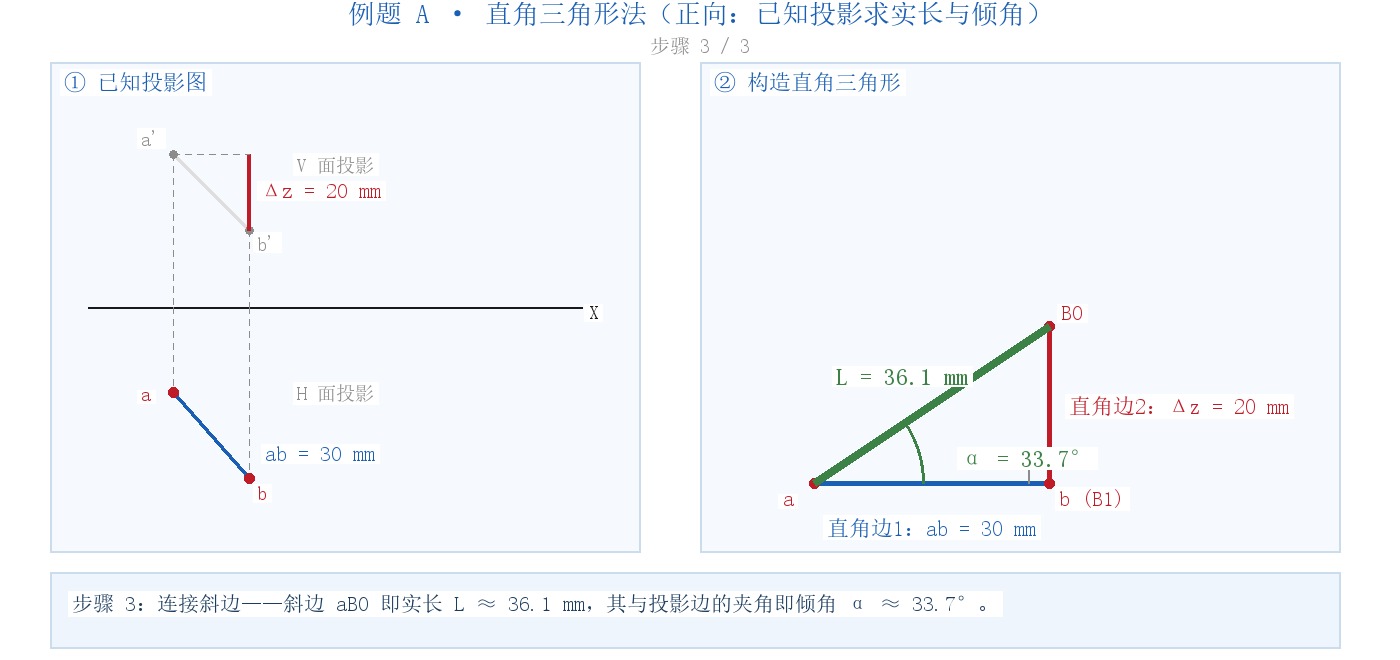 例题 A · 直角三角形法（正向：已知投影求实长与倾角）
步骤 3 / 3
① 已知投影图
a'
V 面投影
Δz = 20 mm
b'
X
a
H 面投影
ab = 30 mm
b
② 构造直角三角形
B0
L = 36.1 mm
直角边2：Δz = 20 mm
α = 33.7°
a
b (B1)
直角边1：ab = 30 mm
步骤 3：连接斜边——斜边 aB0 即实长 L ≈ 36.1 mm，其与投影边的夹角即倾角 α ≈ 33.7°。